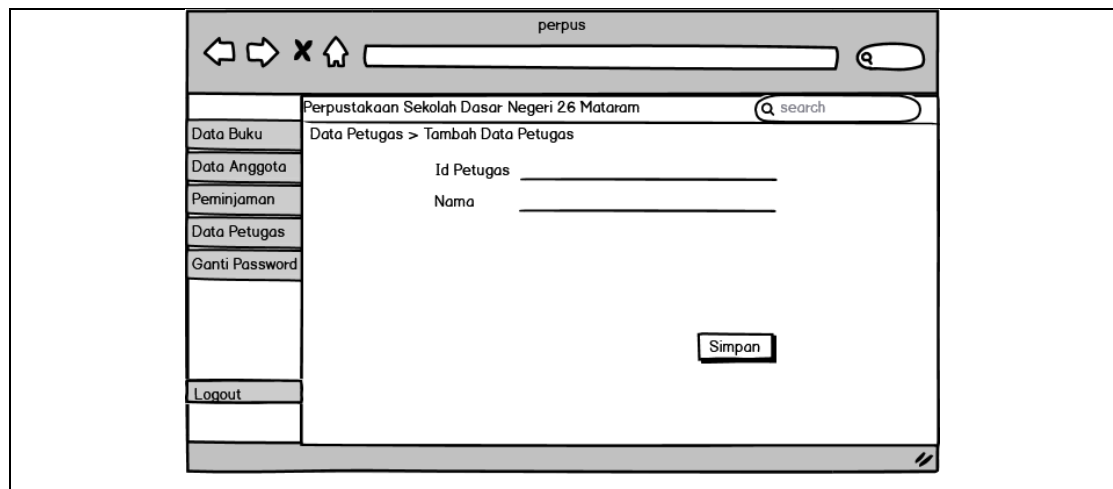 perpus
Perpustakaan Sekolah Dasar Negeri 26 Mataram
search
Data Buku
Data Anggota
Peminjaman
Data Petugas
Ganti Password
Logout
Data Petugas > Tambah Data Petugas
Id Petugas
Nama
Simpan